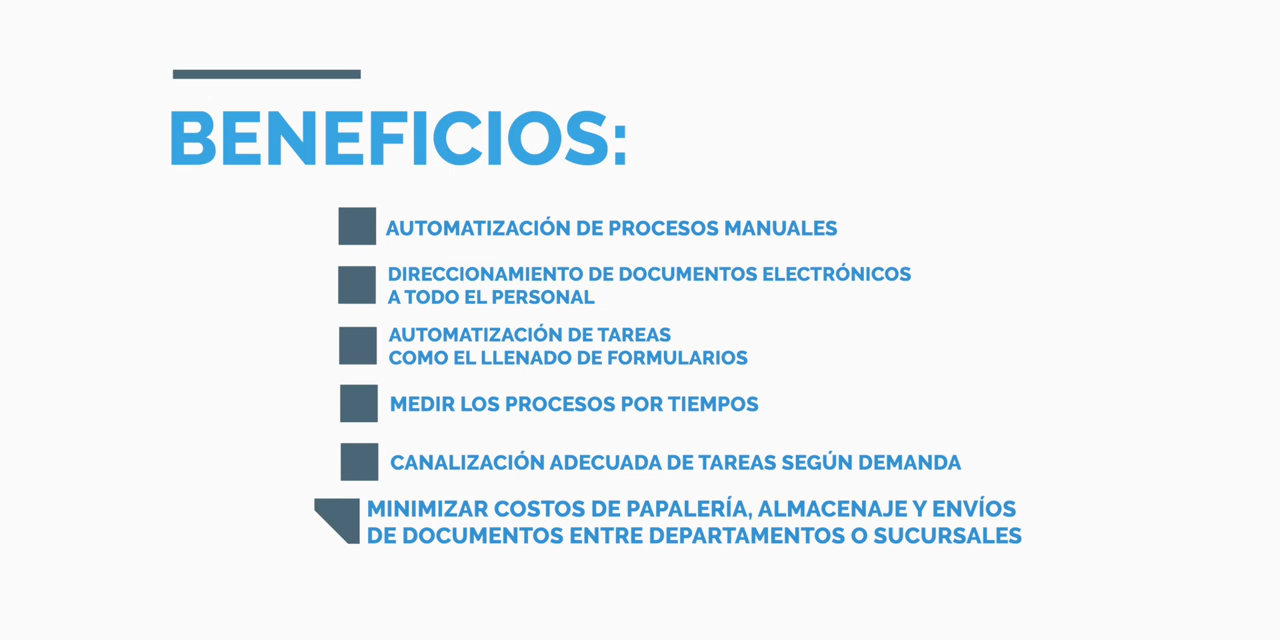 BENEFICIOS:
AUTOMATIZACIÓN DE PROCESOS MANUALES
DIRECCIONAMIENTO DE DOCUMENTOS ELECTRÓNICOS
A TODO EL PERSONAL
AUTOMATIZACIÓN DE TAREAS
COMO EL LLENADO DE FORMULARIOS
MEDIR LOS PROCESOS POR TIEMPOS
CANALIZACIÓN ADECUADA DE TAREAS SEGÚN DEMANDA
MINIMIZAR COSTOS DE PAPALERÍA, ALMACENAJE Y ENVÍOS
DE DOCUMENTOS ENTRE DEPARTAMENTOS O SUCURSALES